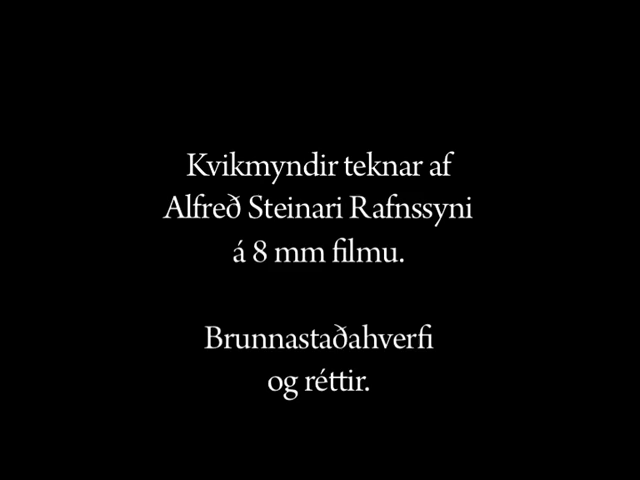 Kvikmyndir teknar af
Alfreð Steinari Rafnssyni
á 8 mm filmu.
Brunnastaðahverfi
og réttir.